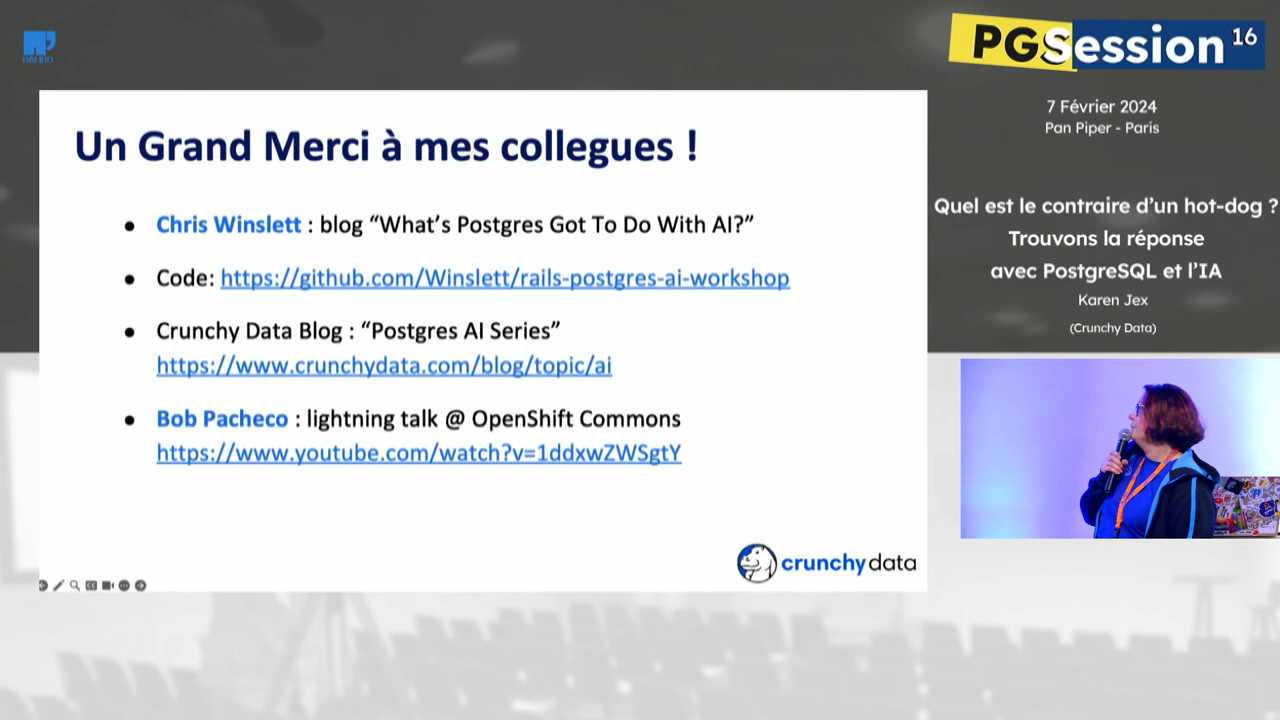 PGSession 16
7 Février 2024
Pan Piper - Paris
Quel est le contraire d'un hot-dog ?
Trouvons la réponse
avec PostgreSQL et l'IA
Karen Jex
(Crunchy Data)
Un Grand Merci à mes collegues !
• Chris Winslett : blog “What's Postgres Got To Do With AI?”
• Code: https://github.com/Winslett/rails-postgres-ai-workshop
• Crunchy Data Blog : “Postgres AI Series”
https://www.crunchydata.com/blog/topic/ai
• Bob Pacheco : lightning talk @ OpenShift Commons
https://www.youtube.com/watch?v=1ddxwZWSgtY
crunchydata